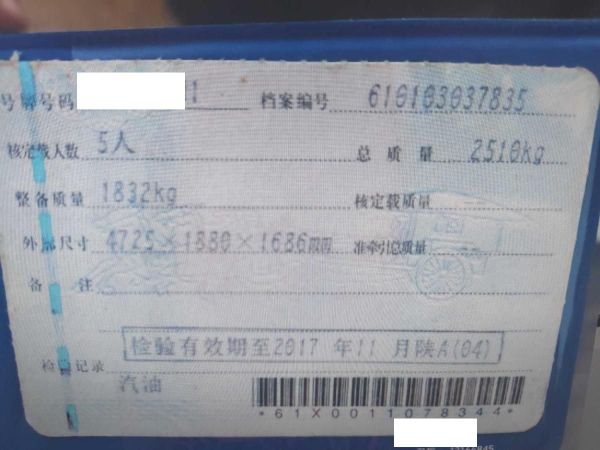 号牌号码 1 档案编号 610103037835
核定载人数 5人 总质量 2510kg
整备质量 1832kg 核定载质量
外廓尺寸 4725×1880×1686mm 准牵引总质量
备注
检验有效期至2017年11月陕A(04)
检验记录
汽油
*61X0011078344*